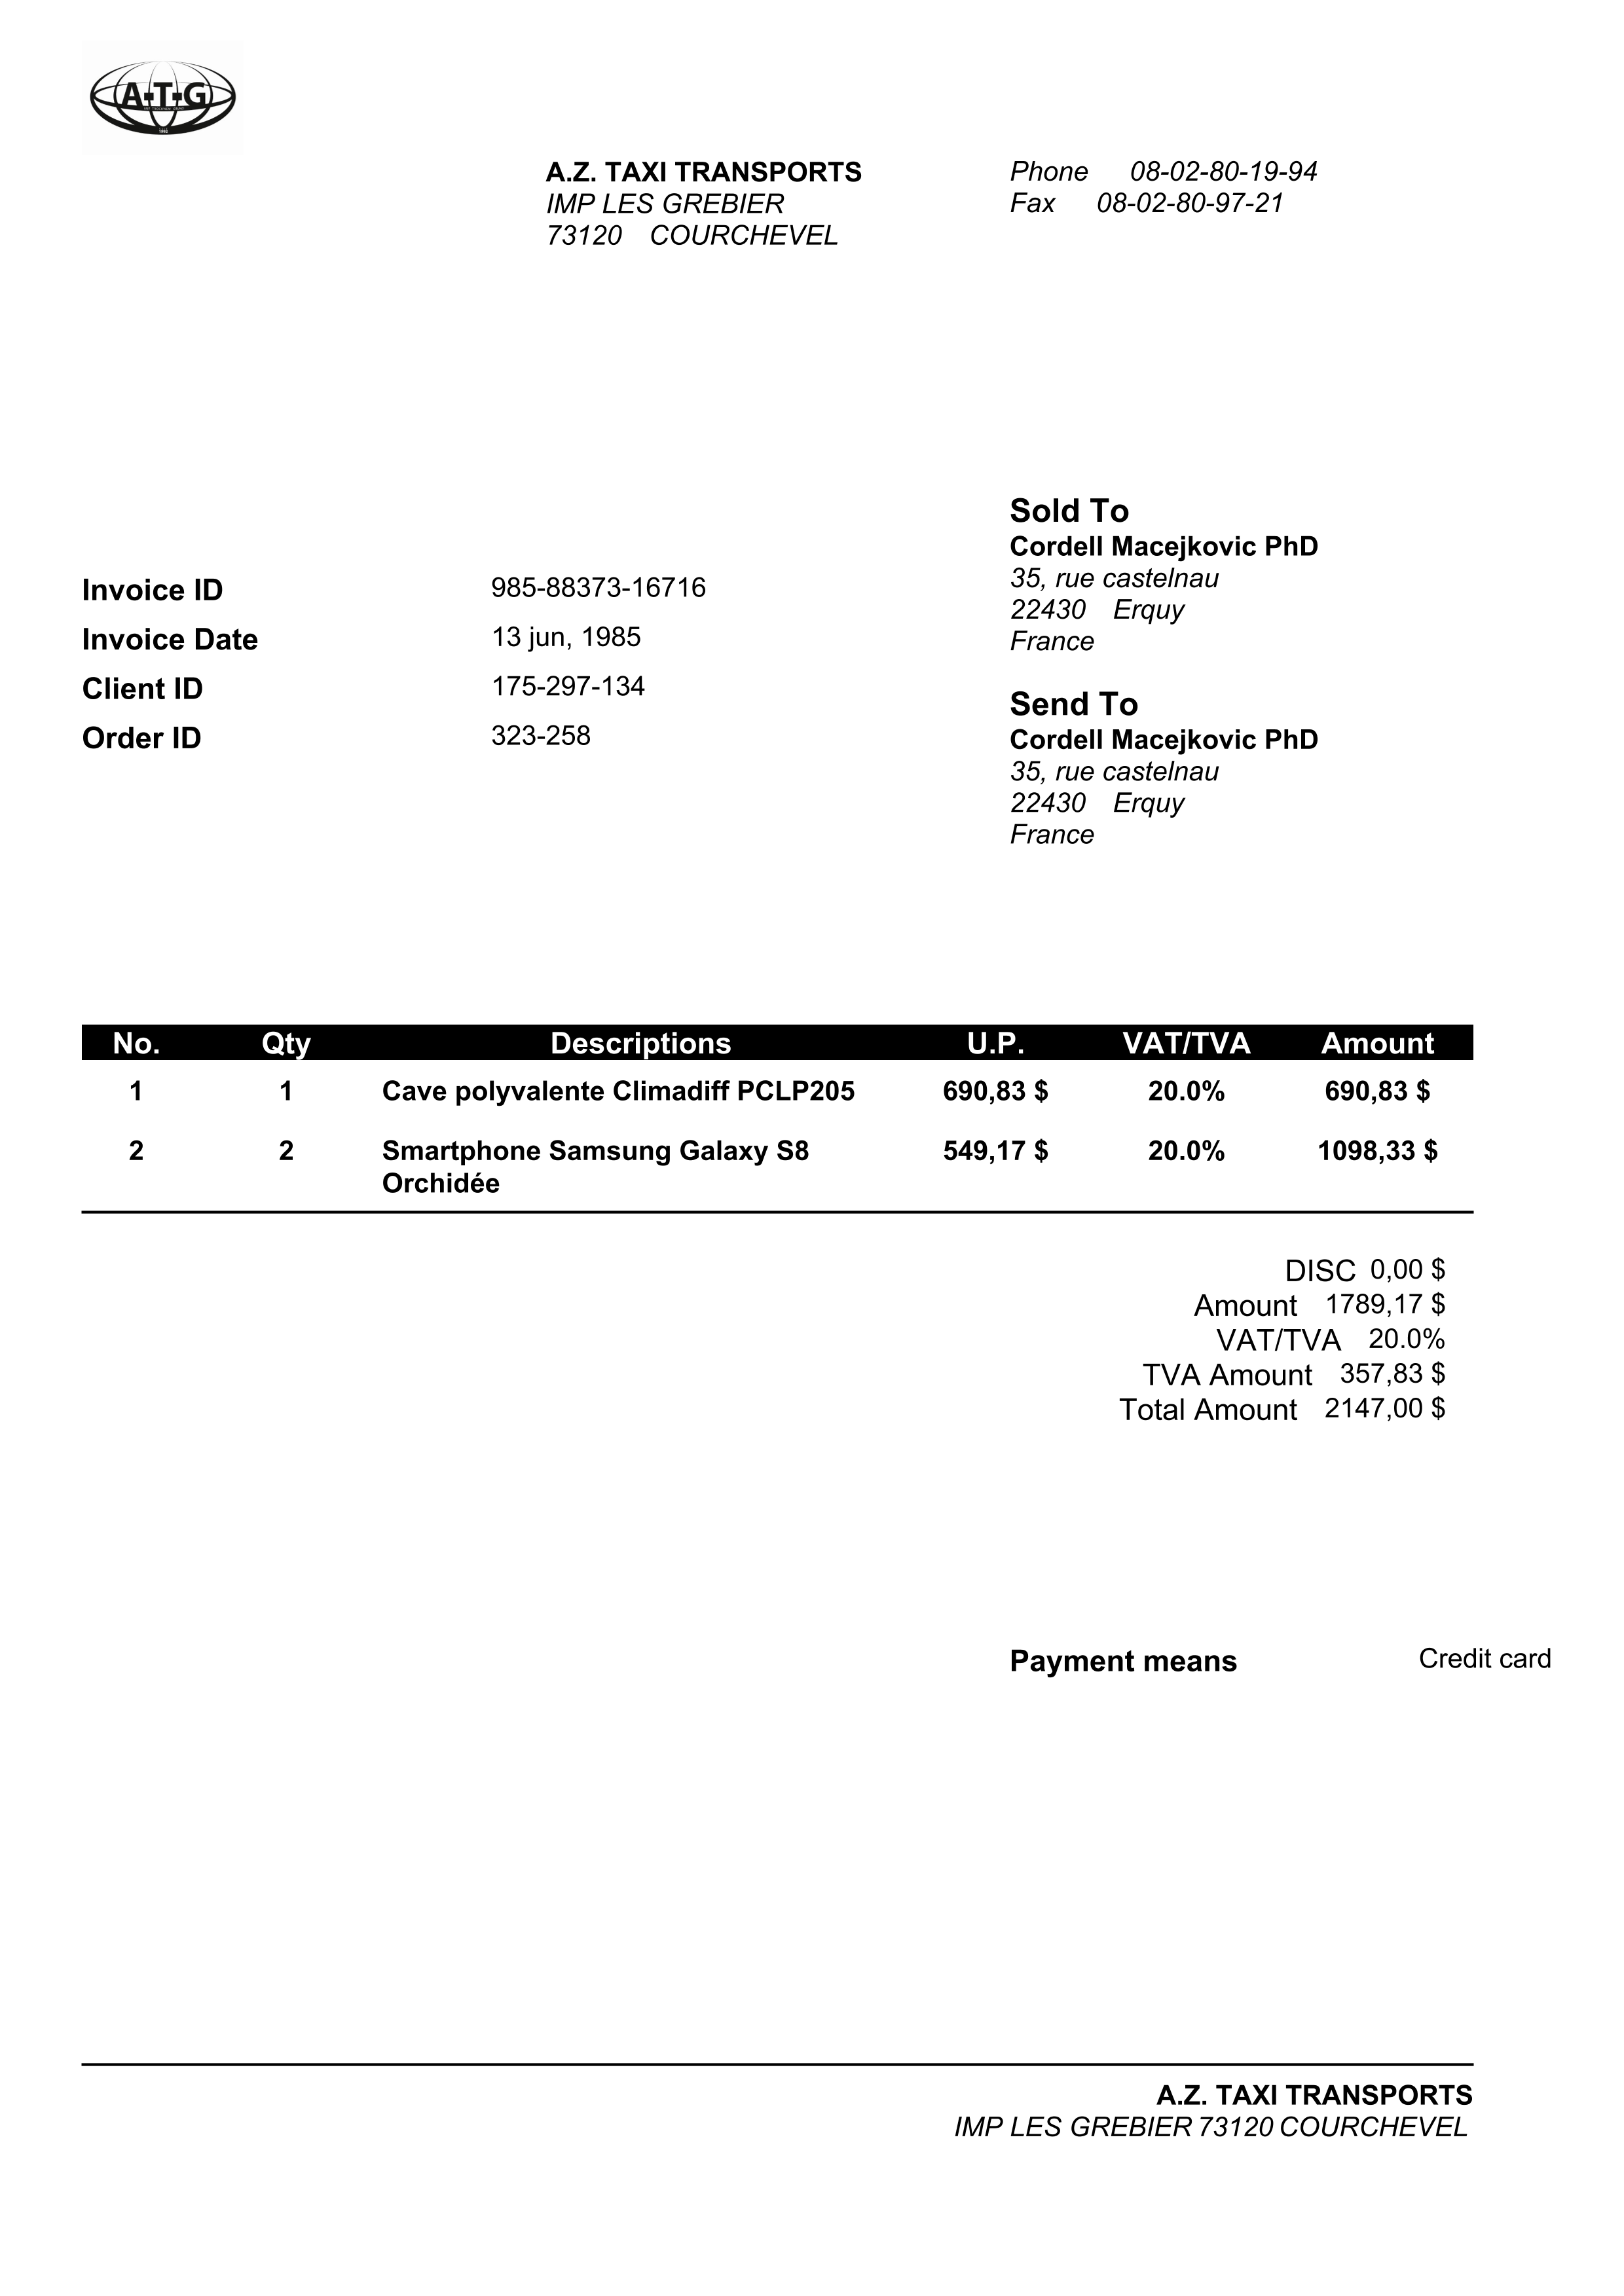 A-T-G
A.Z. TAXI TRANSPORTS
IMP LES GREBIER
73120 COURCHEVEL
Phone 08-02-80-19-94
Fax 08-02-80-97-21
Sold To
Cordell Macejkovic PhD
35, rue castelnau
22430 Erquy
France
Invoice ID 985-88373-16716
Invoice Date 13 jun, 1985
Client ID 175-297-134
Order ID 323-258
Send To
Cordell Macejkovic PhD
35, rue castelnau
22430 Erquy
France
No. Qty Descriptions U.P. VAT/TVA Amount
1 1 Cave polyvalente Climadiff PCLP205 690,83 $ 20.0% 690,83 $
2 2 Smartphone Samsung Galaxy S8 549,17 $ 20.0% 1098,33 $
Orchidée
DISC 0,00 $
Amount 1789,17 $
VAT/TVA 20.0%
TVA Amount 357,83 $
Total Amount 2147,00 $
Payment means Credit card
A.Z. TAXI TRANSPORTS
IMP LES GREBIER 73120 COURCHEVEL